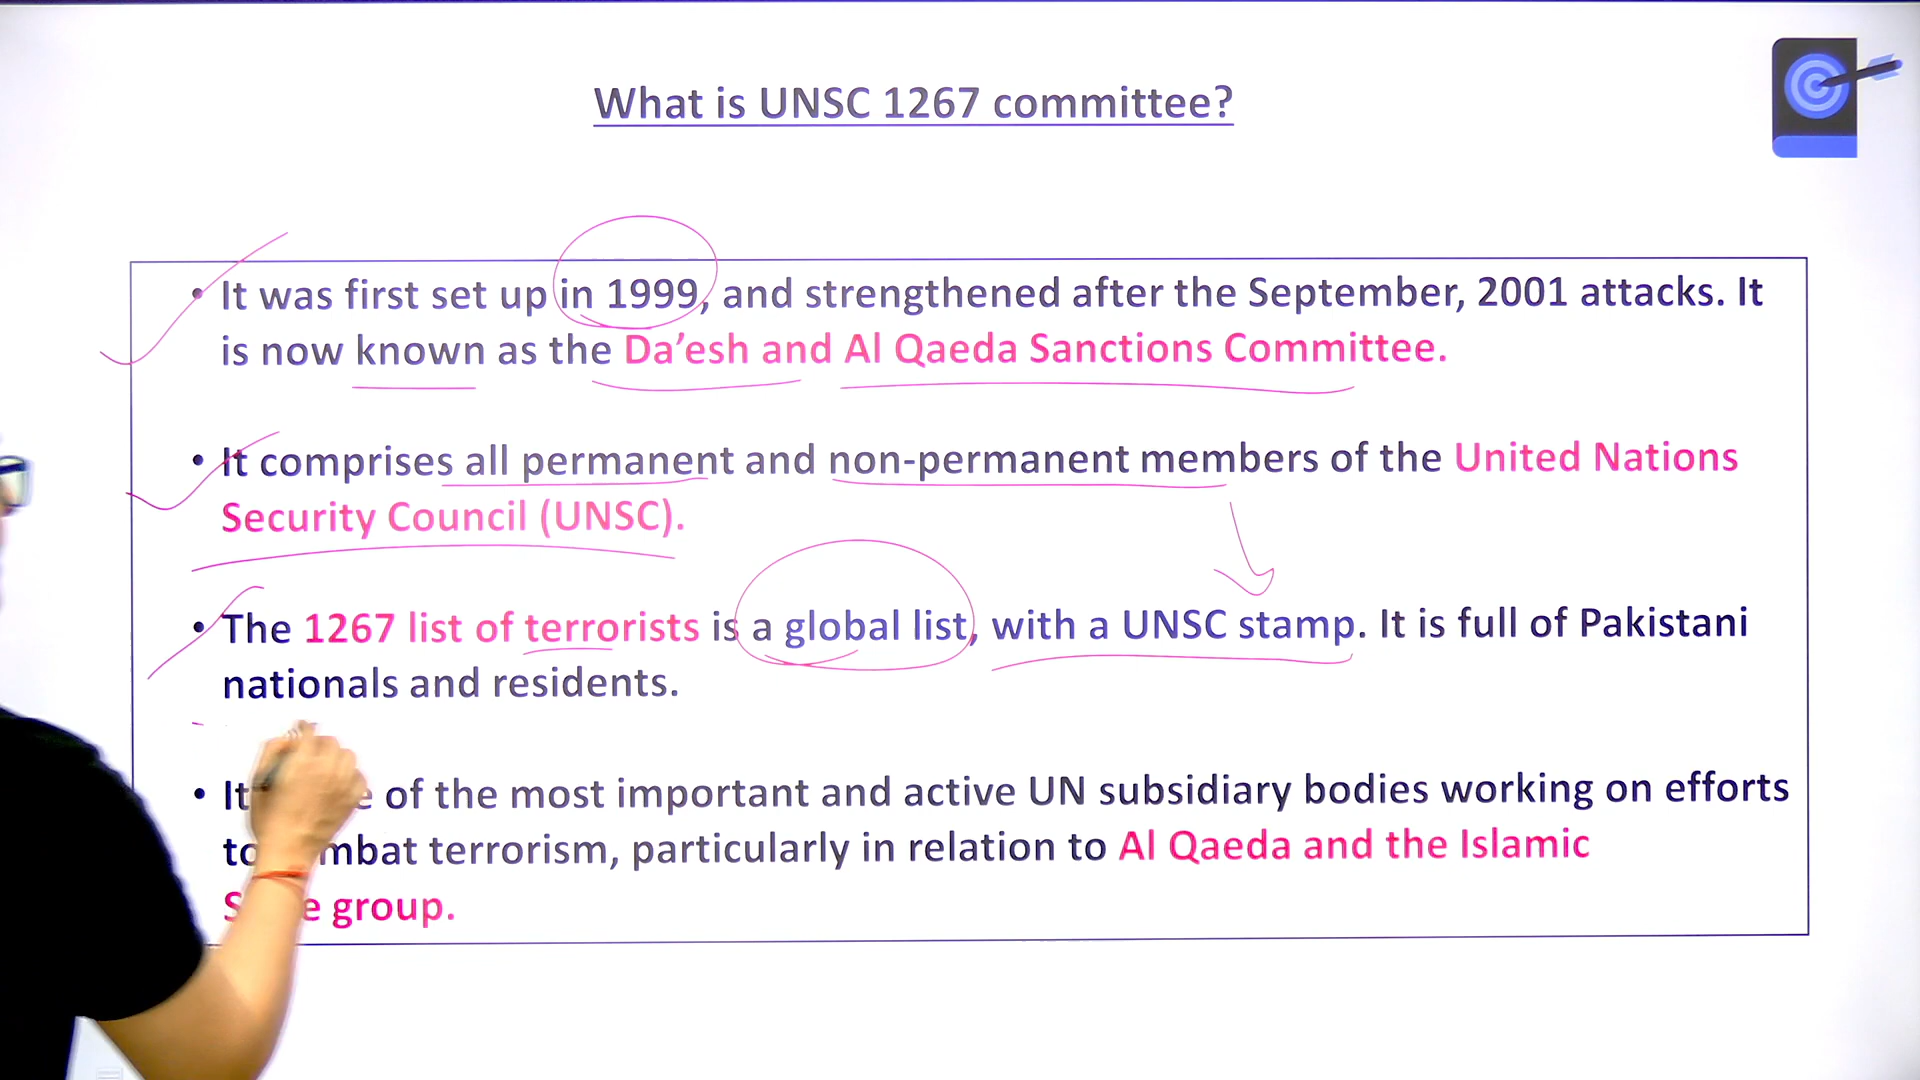 What is UNSC 1267 committee?
• It was first set up in 1999, and strengthened after the September, 2001 attacks. It
is now known as the Da’esh and Al Qaeda Sanctions Committee.
• It comprises all permanent and non-permanent members of the United Nations
Security Council (UNSC).
• The 1267 list of terrorists is a global list, with a UNSC stamp. It is full of Pakistani
nationals and residents.
• It of the most important and active UN subsidiary bodies working on efforts
to combat terrorism, particularly in relation to Al Qaeda and the Islamic
State group.